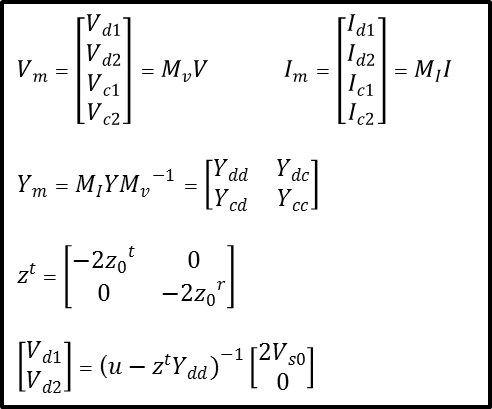 V_m = [V_d1 V_d2 V_c1 V_c2] = M_v V    I_m = [I_d1 I_d2 I_c1 I_c2] = M_I I
Y_m = M_I Y M_v^-1 = [Y_dd Y_dc Y_cd Y_cc]
z^t = [-2z_0^t 0 0 -2z_0^r]
[V_d1 V_d2] = (u - z^t Y_dd)^-1 [2V_s0 0]